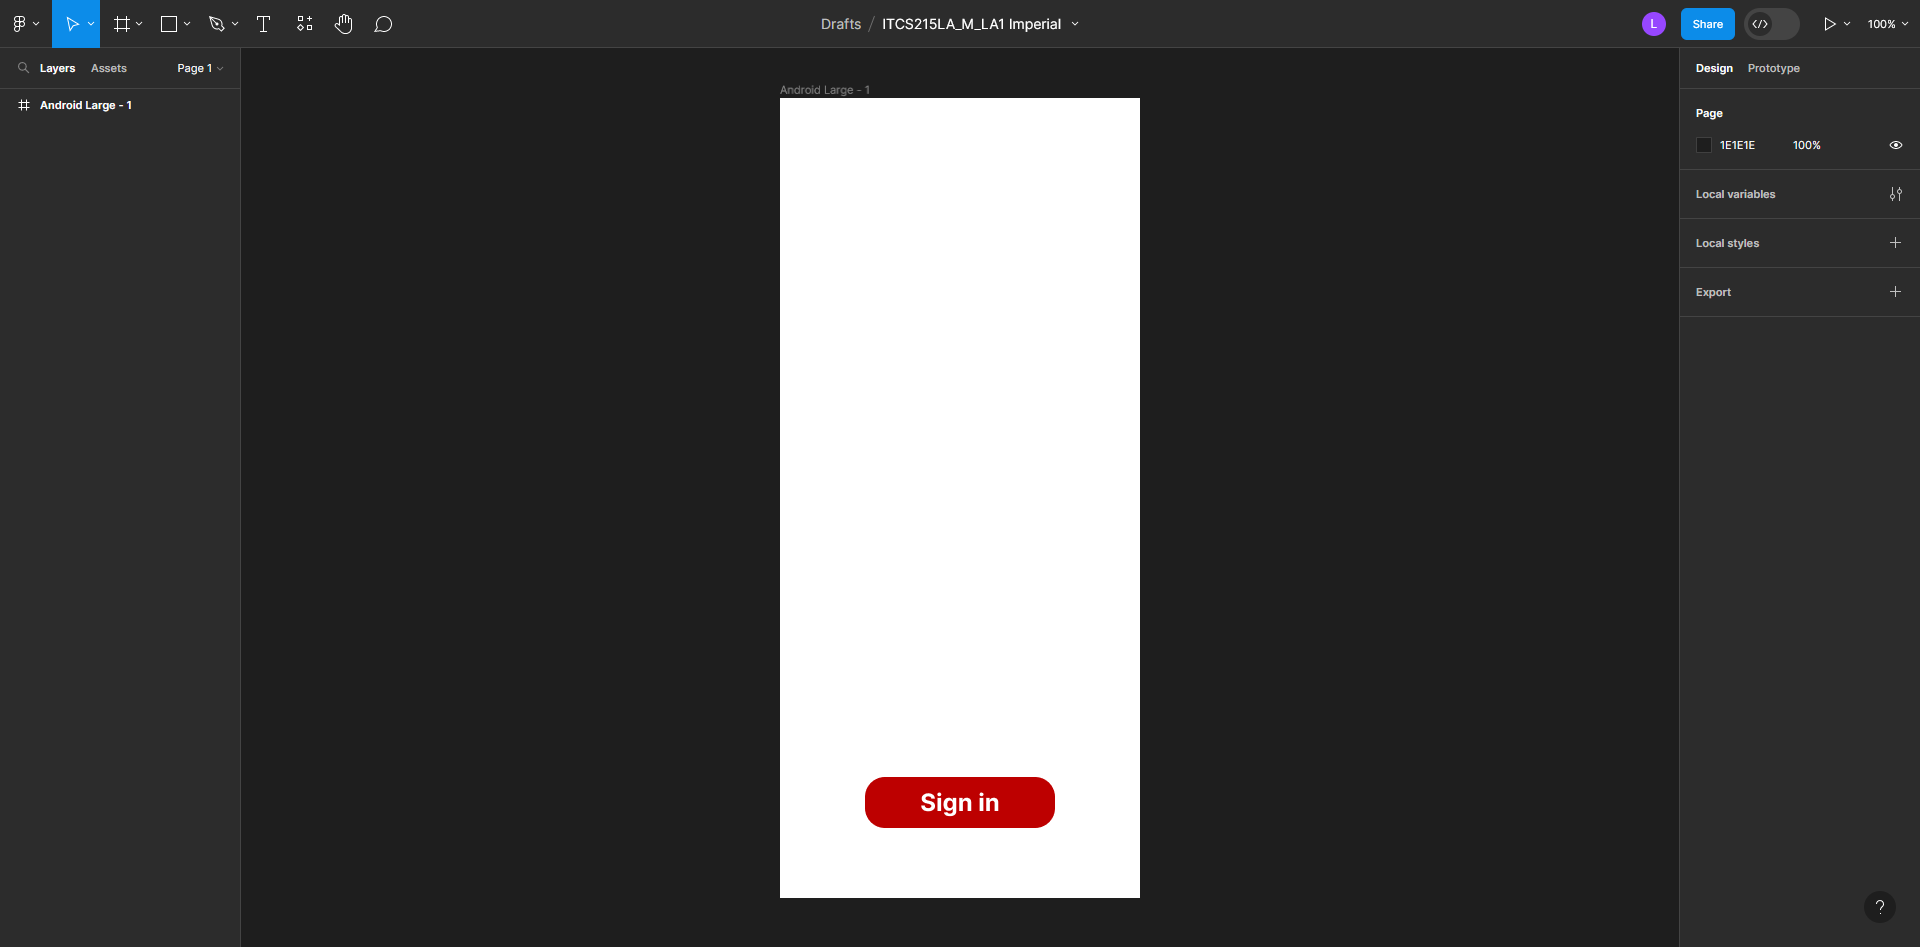 Drafts / ITCS215LA_M_LA1 Imperial
L
Share
100%
Layers Assets Page 1
Android Large - 1
Android Large - 1
Sign in
Design Prototype
Page
1E1E1E 100%
Local variables
Local styles
Export
?